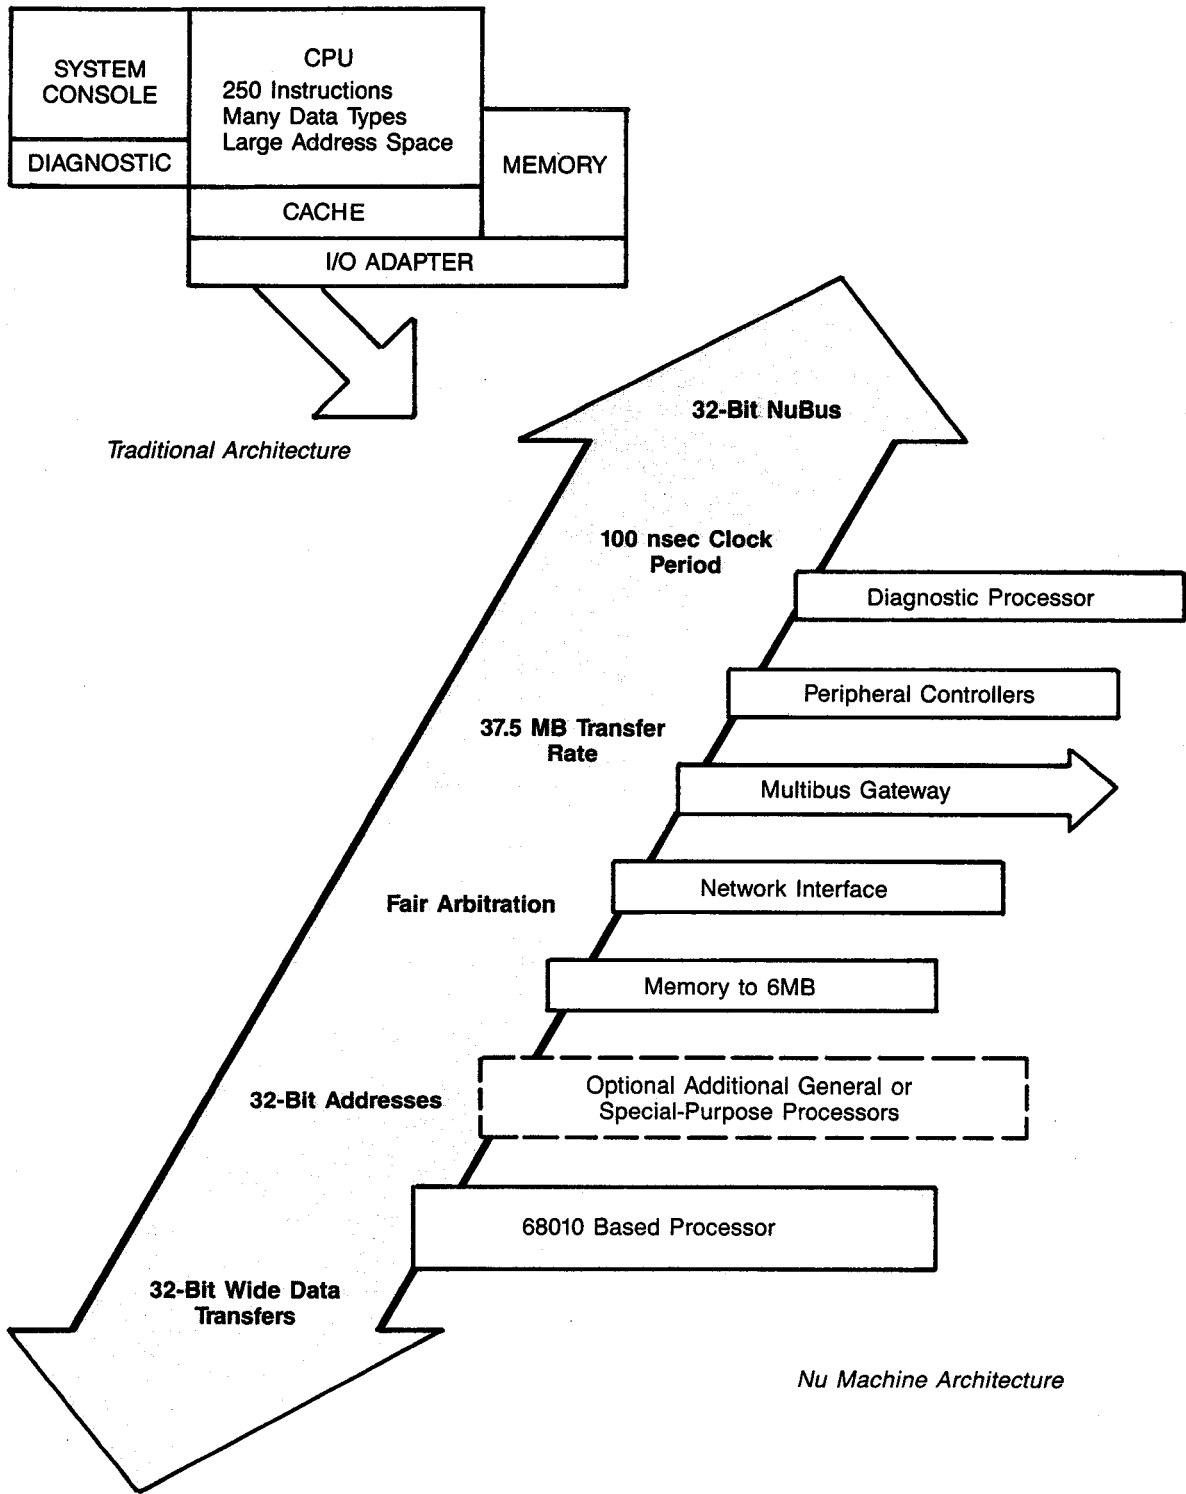 SYSTEM
CONSOLE
DIAGNOSTIC
CPU
250 Instructions
Many Data Types
Large Address Space
CACHE
MEMORY
I/O ADAPTER
Traditional Architecture
32-Bit NuBus
100 nsec Clock
Period
Diagnostic Processor
Peripheral Controllers
37.5 MB Transfer
Rate
Multibus Gateway
Network Interface
Fair Arbitration
Memory to 6MB
32-Bit Addresses
Optional Additional General or
Special-Purpose Processors
68010 Based Processor
32-Bit Wide Data
Transfers
Nu Machine Architecture